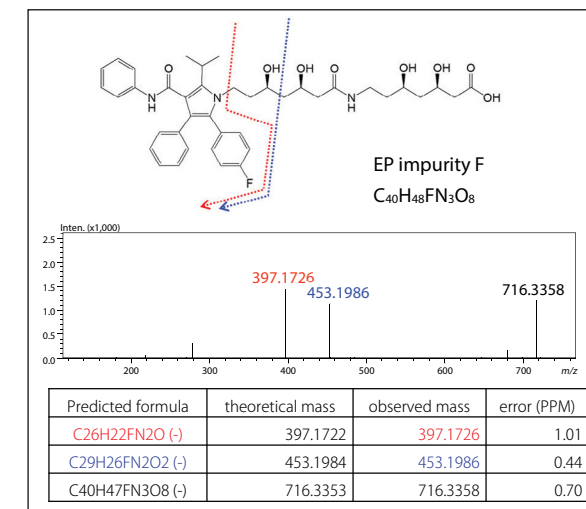 O
OH OH O
OH OH O
NH
N
N
H
OH
F
EP impurity F
C₄₀H₄₈FN₃O₈
Inten. (x1,000)
2.5
2.0
1.5
1.0
0.5
0.0
397.1726
453.1986
716.3358
200 300 400 500 600 700 m/z
Predicted formula theoretical mass observed mass error (PPM)
C26H22FN2O (-) 397.1722 397.1726 1.01
C29H26FN2O2 (-) 453.1984 453.1986 0.44
C40H47FN3O8 (-) 716.3353 716.3358 0.70